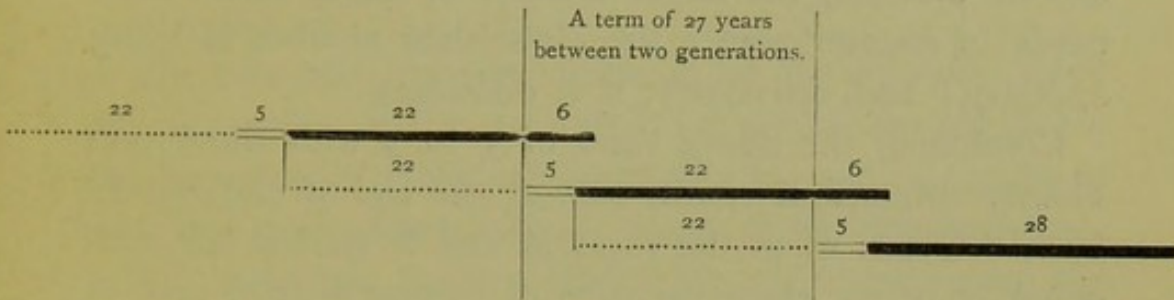 A term of 27 years
between two generations.
22 5 22 6
22 5 22 6
22 5 28